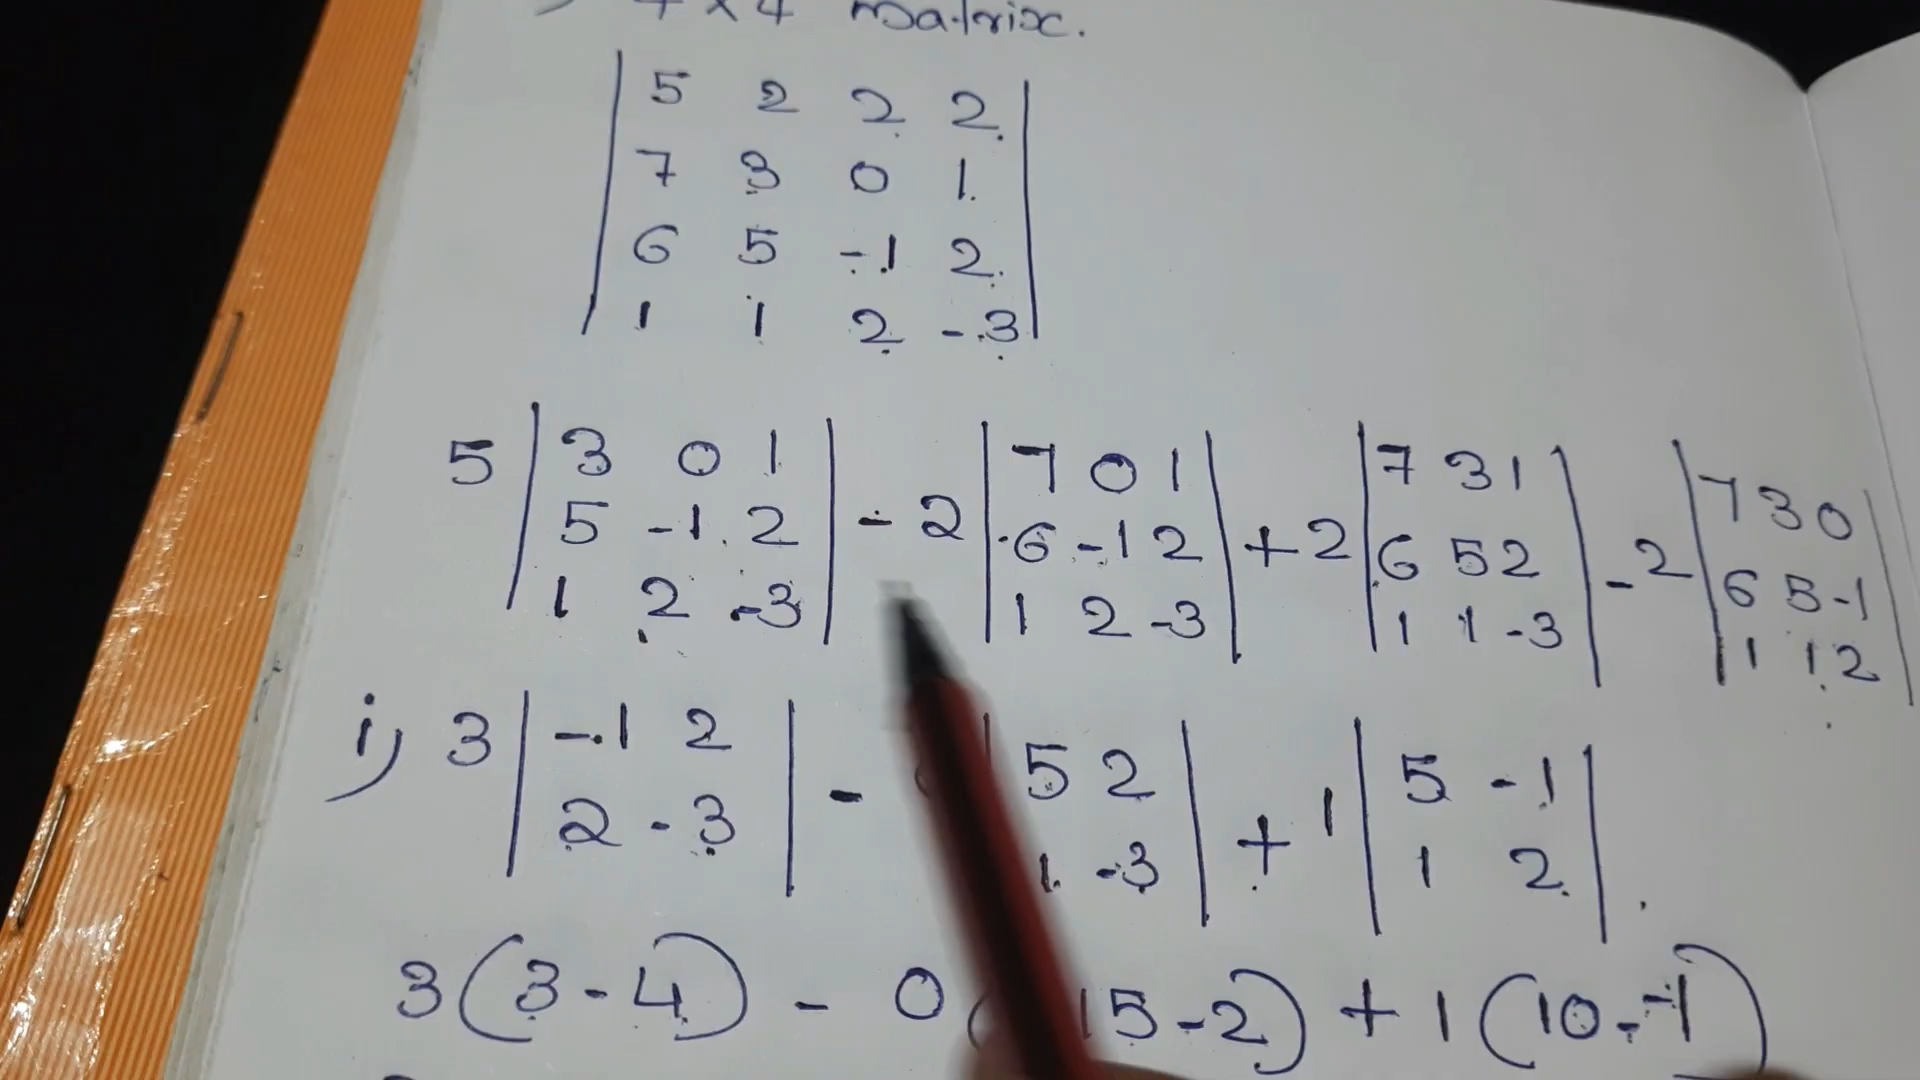 4 × 4 matrix.
5 2 2 2
7 3 0 1
6 5 -1 2
1 1 2 -3
5 | 3 0 1 | - 2 | 7 0 1 | + 2 | 7 3 1 | - 2 | 7 3 0 |
| 5 -1 2 | | 6 -1 2 | | 6 5 2 | | 6 5 -1 |
| 1 2 -3 | | 1 2 -3 | | 1 1 -3 | | 1 1 2 |
i) 3 | -1 2 | - | 5 2 | + 1 | 5 -1 |
| 2 -3 | | 1 -3 | | 1 2 |
3 (3 - 4) - 0 ( 15 - 2) + 1 (10 - -1)